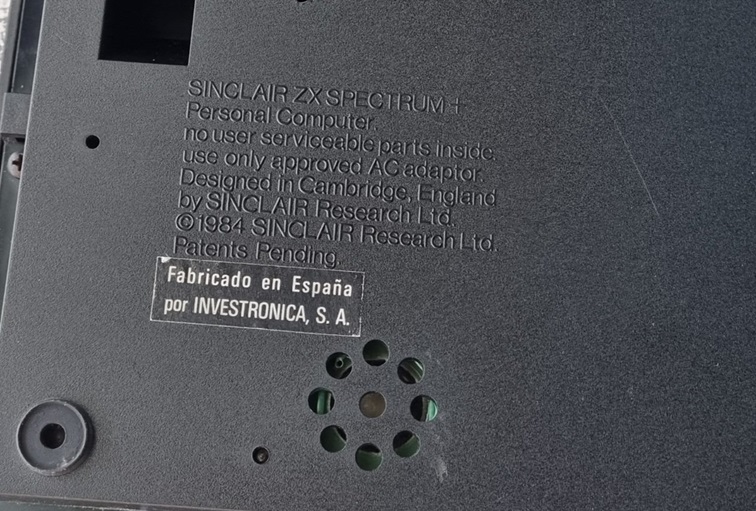 SINCLAIR ZX SPECTRUM +
Personal Computer.
no user serviceable parts inside.
use only approved AC adaptor.
Designed in Cambridge, England
by SINCLAIR Research Ltd.
©1984 SINCLAIR Research Ltd.
Patents Pending.
Fabricado en España
por INVESTRONICA, S. A.